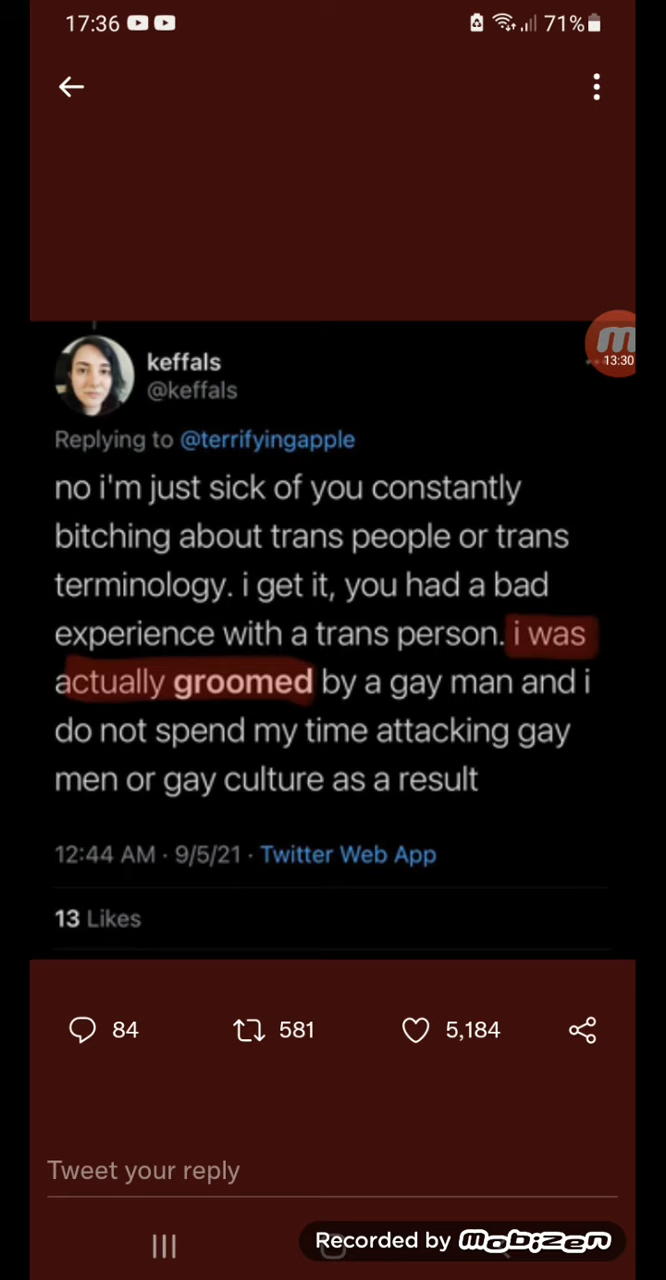 17:36 71%
13:30
keffals
@keffals
Replying to @terrifyingapple
no i'm just sick of you constantly
bitching about trans people or trans
terminology. i get it, you had a bad
experience with a trans person. i was
actually groomed by a gay man and i
do not spend my time attacking gay
men or gay culture as a result
12:44 AM · 9/5/21 · Twitter Web App
13 Likes
84 581 5,184
Tweet your reply
Recorded by mobizen